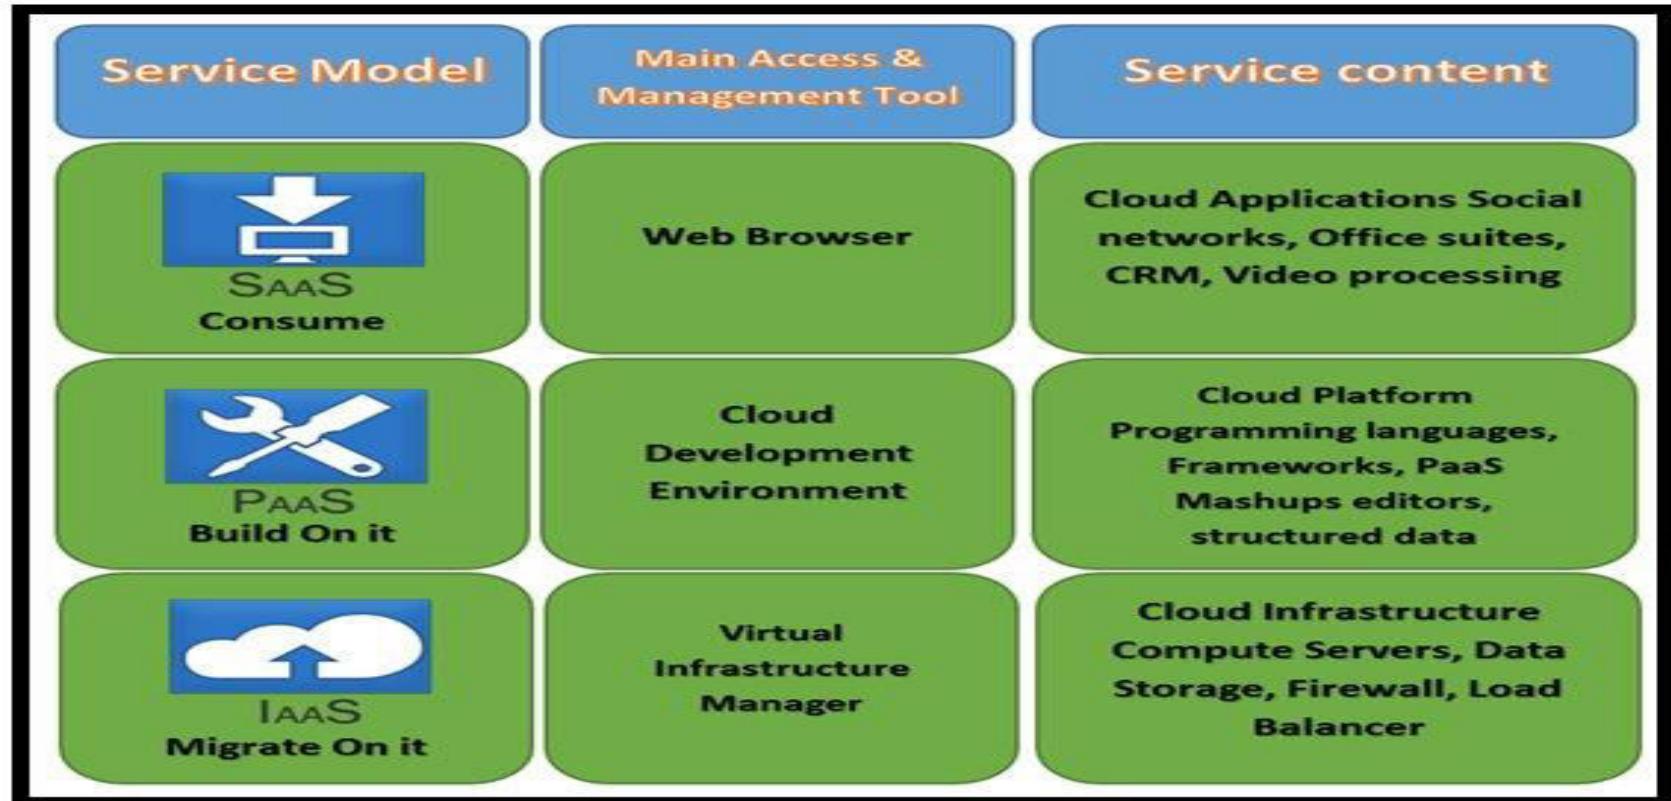 Service Model
Main Access &
Management Tool
Service content
SaaS
Consume
Web Browser
Cloud Applications Social
networks, Office suites,
CRM, Video processing
PaaS
Build On it
Cloud
Development
Environment
Cloud Platform
Programming languages,
Frameworks, PaaS
Mashups editors,
structured data
IaaS
Migrate On it
Virtual
Infrastructure
Manager
Cloud Infrastructure
Compute Servers, Data
Storage, Firewall, Load
Balancer